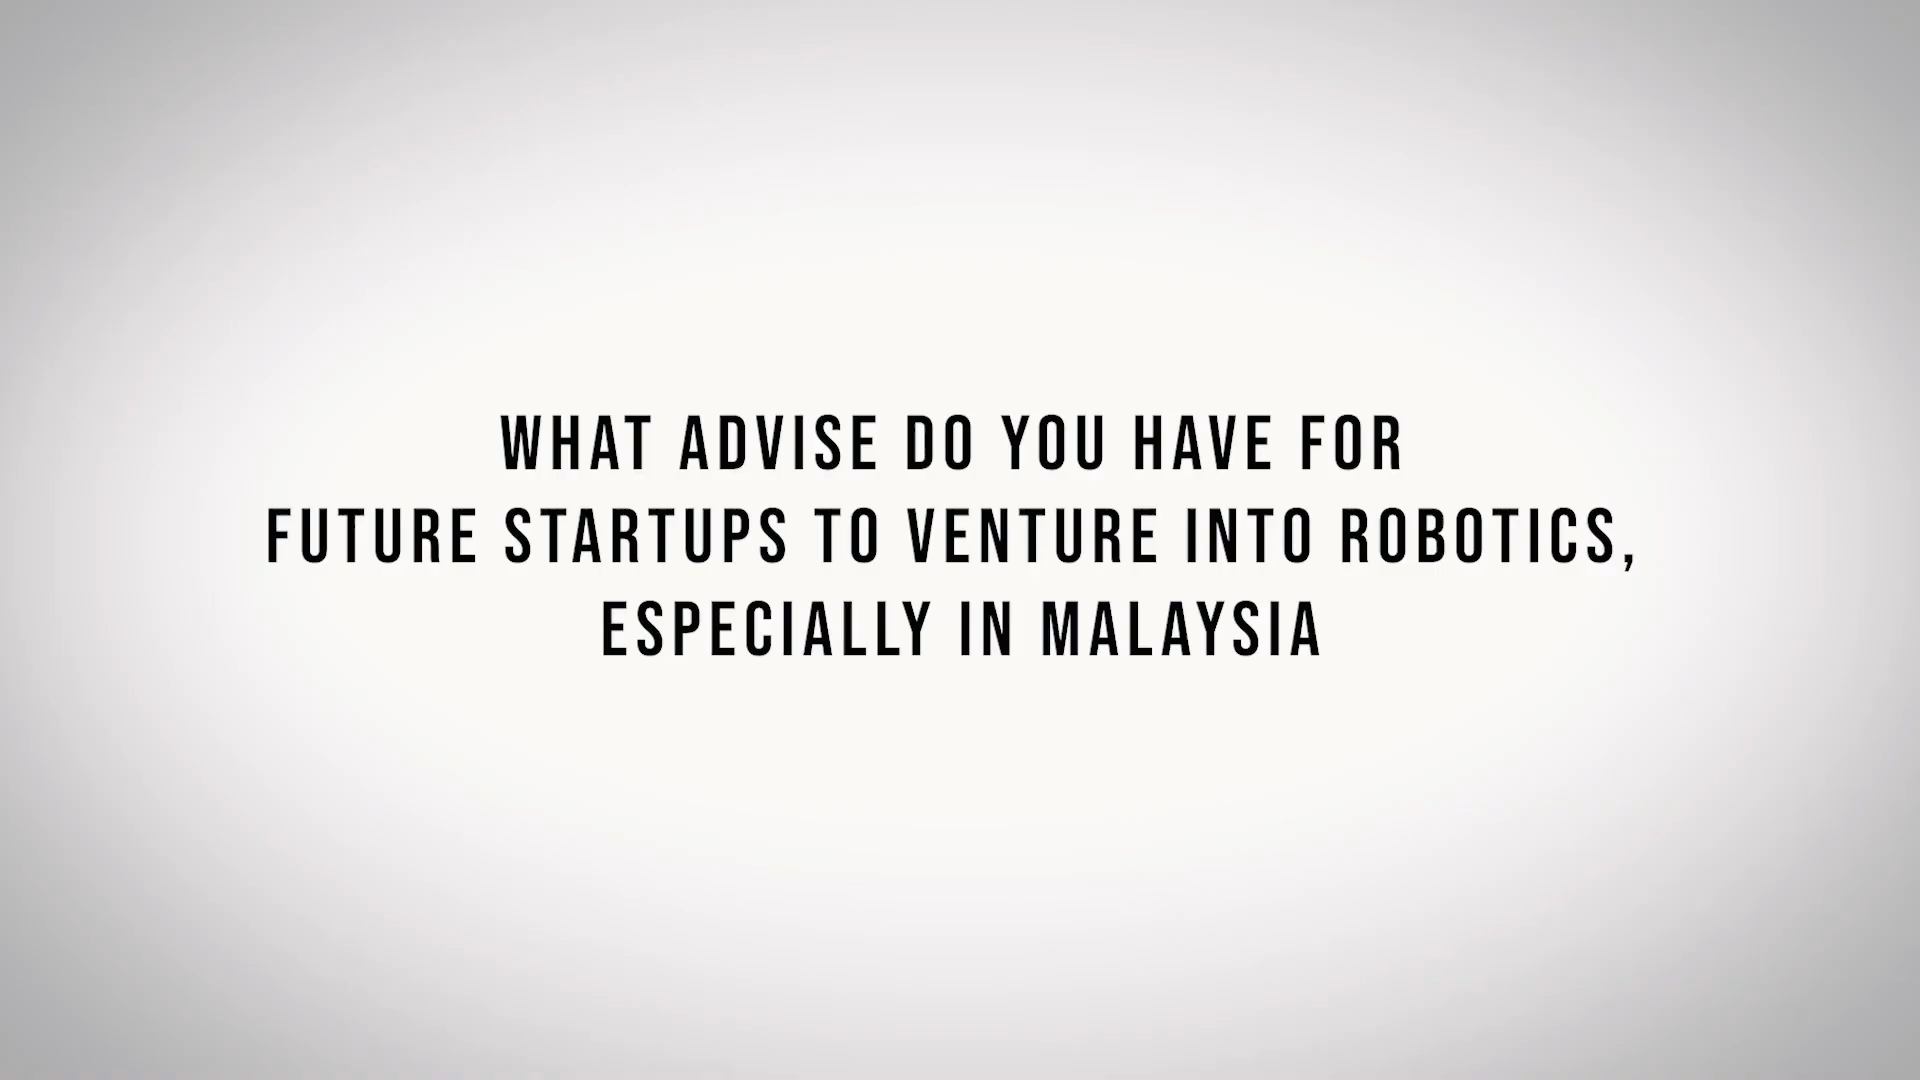 WHAT ADVISE DO YOU HAVE FOR
FUTURE STARTUPS TO VENTURE INTO ROBOTICS,
ESPECIALLY IN MALAYSIA